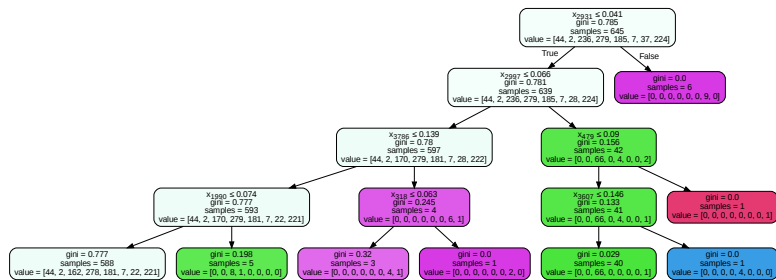 x2931 ≤ 0.041
gini = 0.785
samples = 645
value = [44, 2, 236, 279, 185, 7, 37, 224]
True
False
x2997 ≤ 0.066
gini = 0.781
samples = 639
value = [44, 2, 236, 279, 185, 7, 28, 224]
gini = 0.0
samples = 6
value = [0, 0, 0, 0, 0, 0, 9, 0]
x3786 ≤ 0.139
gini = 0.78
samples = 597
value = [44, 2, 170, 279, 181, 7, 28, 222]
x479 ≤ 0.09
gini = 0.156
samples = 42
value = [0, 0, 66, 0, 4, 0, 0, 2]
x1990 ≤ 0.074
gini = 0.777
samples = 593
value = [44, 2, 170, 279, 181, 7, 22, 221]
x318 ≤ 0.063
gini = 0.245
samples = 4
value = [0, 0, 0, 0, 0, 0, 6, 1]
x3607 ≤ 0.146
gini = 0.133
samples = 41
value = [0, 0, 66, 0, 4, 0, 0, 1]
gini = 0.0
samples = 1
value = [0, 0, 0, 0, 0, 0, 0, 1]
gini = 0.777
samples = 588
value = [44, 2, 162, 278, 181, 7, 22, 221]
gini = 0.198
samples = 5
value = [0, 0, 8, 1, 0, 0, 0, 0]
gini = 0.32
samples = 3
value = [0, 0, 0, 0, 0, 0, 4, 1]
gini = 0.0
samples = 1
value = [0, 0, 0, 0, 0, 0, 2, 0]
gini = 0.029
samples = 40
value = [0, 0, 66, 0, 0, 0, 0, 1]
gini = 0.0
samples = 1
value = [0, 0, 0, 0, 4, 0, 0, 0]